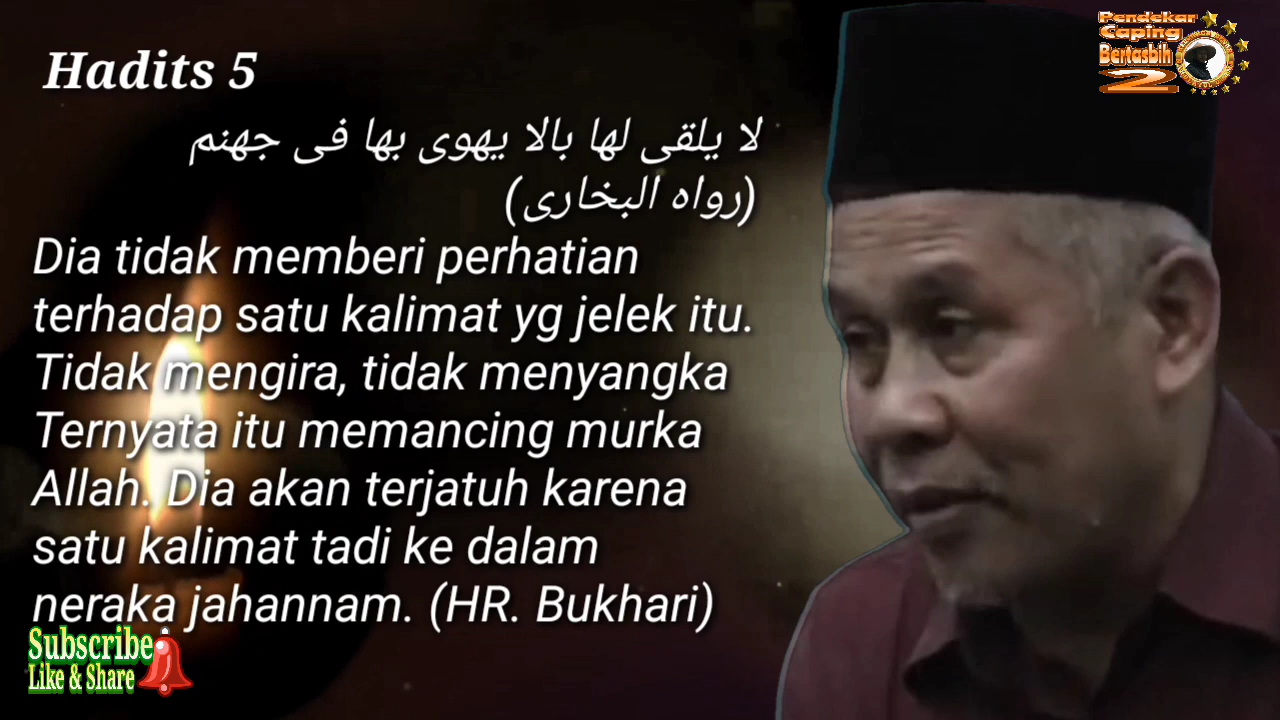 Pendekar
Caping
Bertasbih
2
Hadits 5
لا يلقى لها بالا يهوى بها فى جهنم
(رواه البخارى)
Dia tidak memberi perhatian
terhadap satu kalimat yg jelek itu.
Tidak mengira, tidak menyangka
Ternyata itu memancing murka
Allah. Dia akan terjatuh karena
satu kalimat tadi ke dalam
neraka jahannam. (HR. Bukhari)
Subscribe
Like & Share